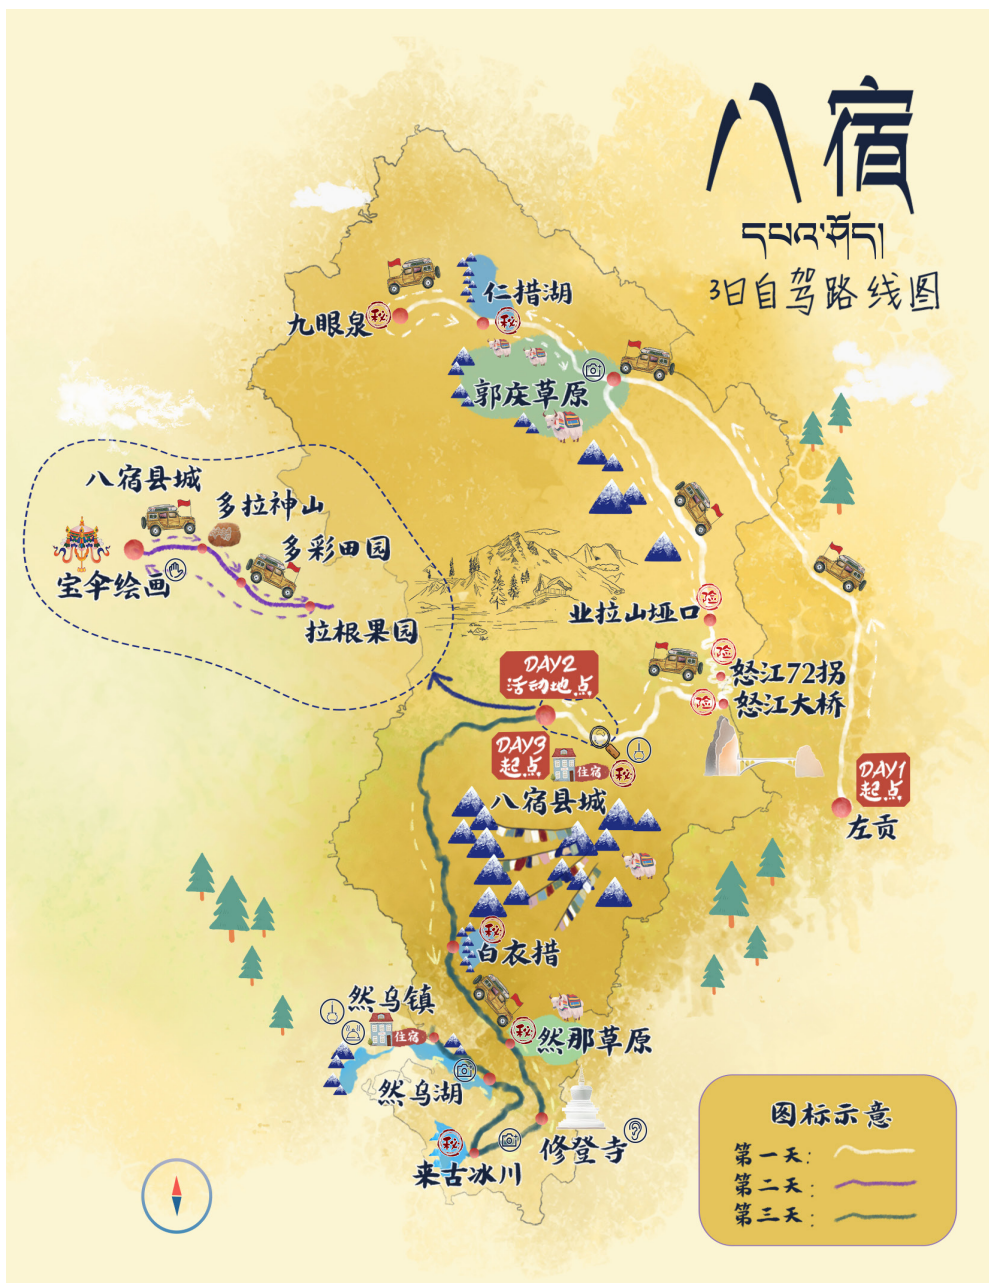 八宿
དཔའ་ཤོད།
3日自驾路线图
仁措湖
九眼泉
秘
秘
郭庆草原
八宿县城
多拉神山
多彩田园
宝伞绘画
拉根果园
险
业拉山垭口
险
怒江72拐
险
怒江大桥
DAY2
活动地点
DAY3
起点
住宿
秘
八宿县城
DAY1
起点
左贡
秘
白衣措
然乌镇
住宿
秘
然那草原
然乌湖
修登寺
秘
来古冰川
图标示意
第一天:
第二天:
第三天: